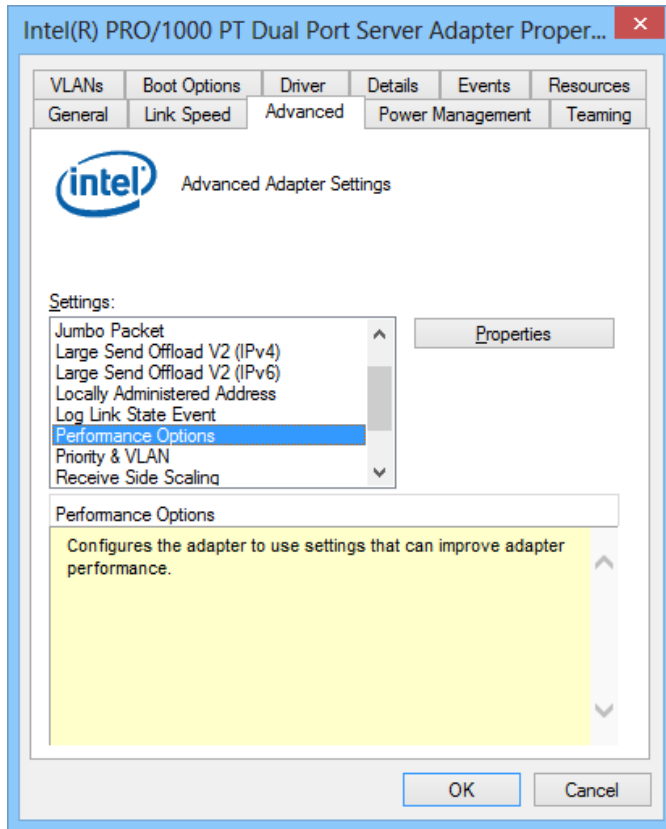 Intel(R) PRO/1000 PT Dual Port Server Adapter Proper...
VLANs Boot Options Driver Details Events Resources
General Link Speed Advanced Power Management Teaming
intel
Advanced Adapter Settings
Settings:
Jumbo Packet
Large Send Offload V2 (IPv4)
Large Send Offload V2 (IPv6)
Locally Administered Address
Log Link State Event
Performance Options
Priority & VLAN
Receive Side Scaling
Properties
Performance Options
Configures the adapter to use settings that can improve adapter
performance.
OK Cancel